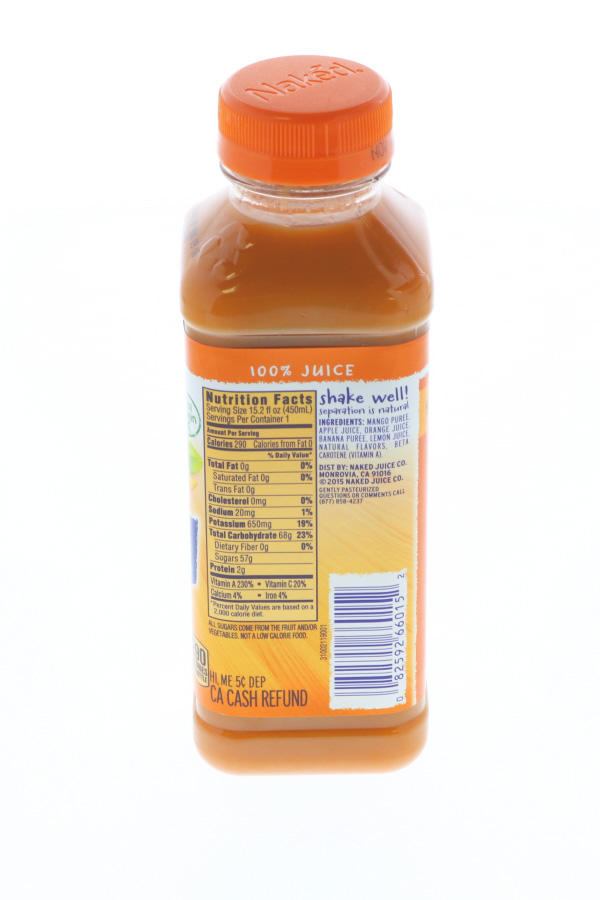 Naked.
100% JUICE
Nutrition Facts
Serving Size 15.2 fl oz (450mL)
Servings Per Container 1
Amount Per Serving
Calories 290 Calories from Fat 0
% Daily Value*
Total Fat 0g 0%
Saturated Fat 0g 0%
Trans Fat 0g
Cholesterol 0mg 0%
Sodium 20mg 1%
Potassium 650mg 19%
Total Carbohydrate 68g 23%
Dietary Fiber 0g 0%
Sugars 57g
Protein 2g
Vitamin A 230% • Vitamin C 20%
Calcium 4% • Iron 4%
*Percent Daily Values are based on a
2,000 calorie diet.
ALL SUGARS COME FROM THE FRUIT AND/OR
VEGETABLES. NOT A LOW CALORIE FOOD.
HI, ME 5¢ DEP
CA CASH REFUND
shake well!
separation is natural
INGREDIENTS: MANGO PUREE,
APPLE JUICE, ORANGE JUICE,
BANANA PUREE, LEMON JUICE,
NATURAL FLAVORS, BETA
CAROTENE (VITAMIN A).
DIST BY: NAKED JUICE CO.
MONROVIA, CA 91016
©2015 NAKED JUICE CO.
GENTLY PASTEURIZED
QUESTIONS OR COMMENTS CALL
(877) 858-4237
31002119001
0 82592 66015 2